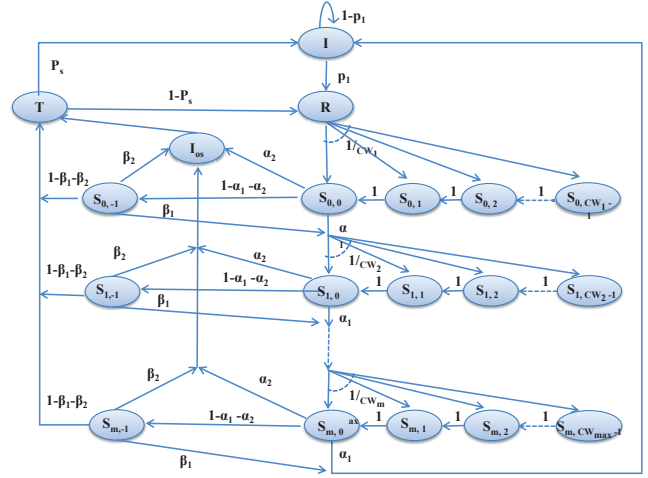 1-p1
I
Ps
p1
1-Ps
T
R
Ios
β2
α2
1/CW1
1-β1-β2
1-α1 -α2
1
1
1
S0,-1
S0, 0
S0, 1
S0, 2
S0, CW1 -1
β1
α1
β2
α2
1/CW2
1-β1-β2
1-α1 -α2
1
1
1
S1,-1
S1, 0
S1, 1
S1, 2
S1, CW2 -1
β1
α1
β2
α2
1/CWmax
1-β1-β2
1-α1 -α2
1
1
1
Sm,-1
Sm, 0
Sm, 1
Sm, 2
Sm, CWmax -1
β1
α1